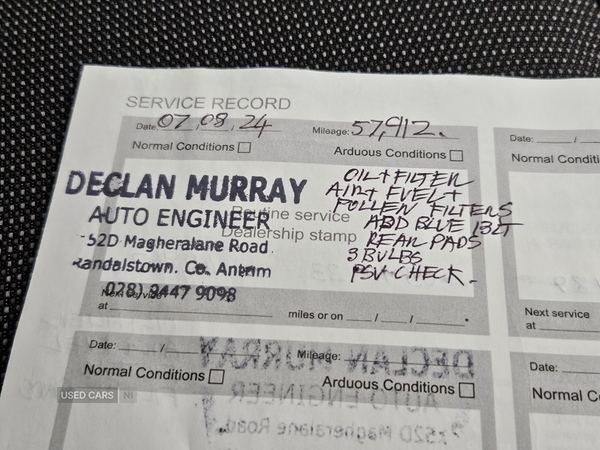 SERVICE RECORD
Date: 07/08/24 Mileage: 57,912.
Normal Conditions Arduous Conditions
DECLAN MURRAY
AUTO ENGINEER
52D Magheralane Road
Randalstown. Co. Antrim
(028) 9447 9098
Routine service
Dealership stamp
OIL+FILTER
AIR+ FUEL+
POLLEN FILTERS
ABD BLUE 13LT
REAR PADS
3 BULBS
PSV CHECK.
Next service
at miles or on / /
Date: / / Mileage:
Normal Conditions Arduous Conditions
DECLAN MURRAY
AUTO ENGINEER
52D Magheralane Road
Date: /
Normal Conditions
Next service
at
Date: /
Normal Co
USED CARS NI